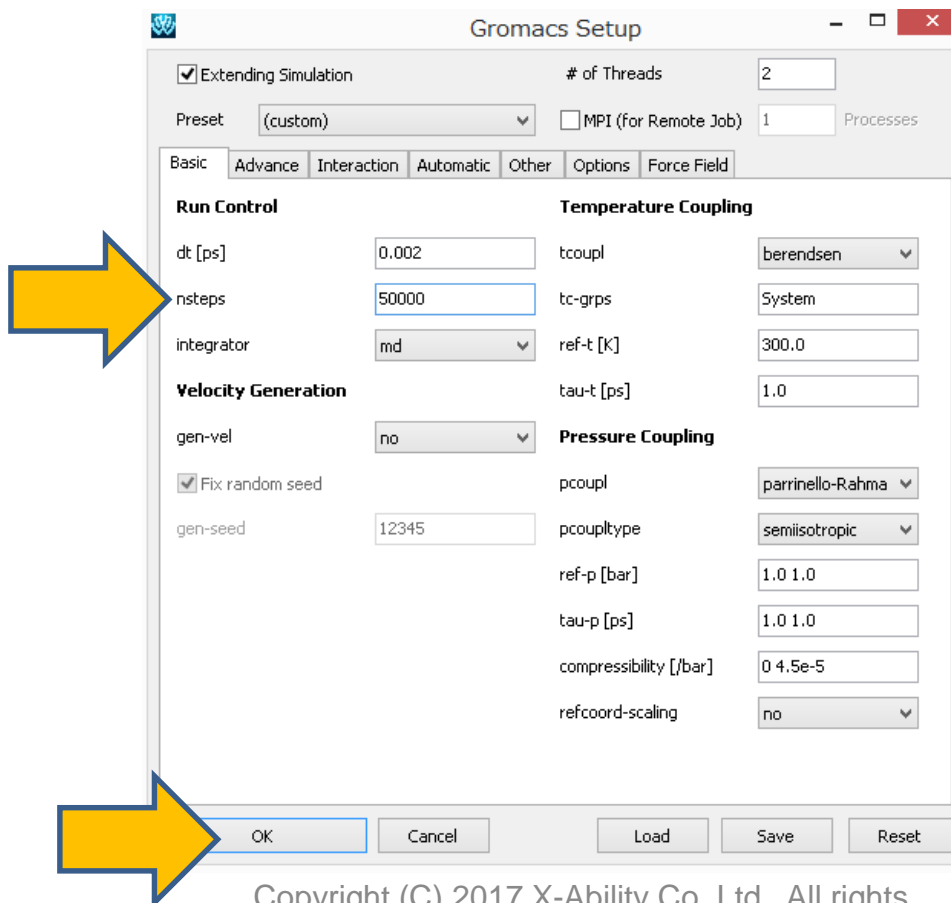 Gromacs Setup
Extending Simulation # of Threads 2
Preset (custom) MPI (for Remote Job) 1 Processes
Basic Advance Interaction Automatic Other Options Force Field
Run Control Temperature Coupling
dt [ps] 0.002 tcoupl berendsen
nsteps 50000 tc-grps System
integrator md ref-t [K] 300.0
Velocity Generation tau-t [ps] 1.0
gen-vel no Pressure Coupling
Fix random seed pcoupl parrinello-Rahma
gen-seed 12345 pcoupltype semiisotropic
ref-p [bar] 1.0 1.0
tau-p [ps] 1.0 1.0
compressibility [/bar] 0 4.5e-5
refcoord-scaling no
OK Cancel Load Save Reset
Copyright (C) 2017 X-Ability Co.,Ltd. All rights